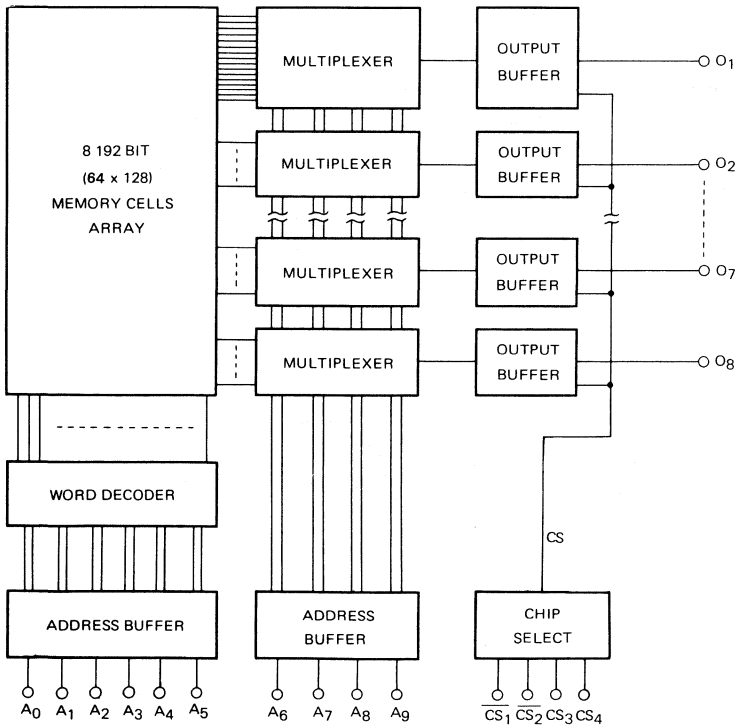 MULTIPLEXER
OUTPUT
BUFFER
O1
8 192 BIT
(64 x 128)
MEMORY CELLS
ARRAY
MULTIPLEXER
OUTPUT
BUFFER
O2
MULTIPLEXER
OUTPUT
BUFFER
O7
MULTIPLEXER
OUTPUT
BUFFER
O8
WORD DECODER
CS
ADDRESS BUFFER
ADDRESS
BUFFER
CHIP
SELECT
A0 A1 A2 A3 A4 A5
A6 A7 A8 A9
C̅S̅1 C̅S̅2 CS3 CS4